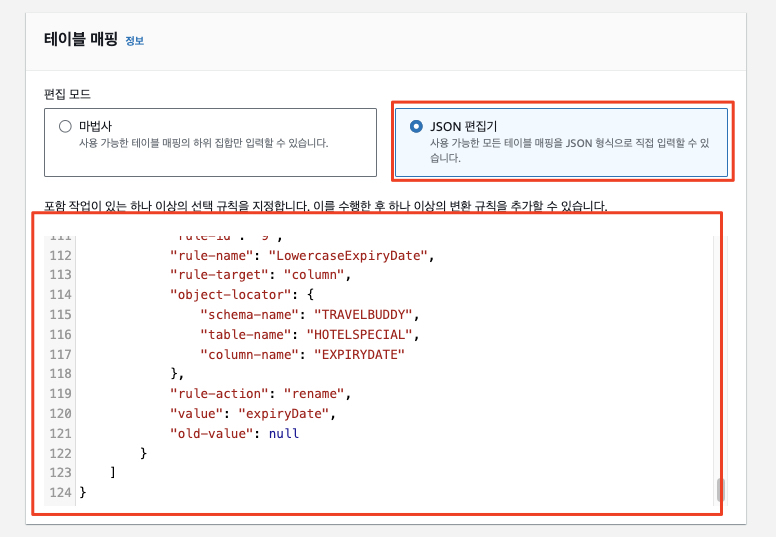 테이블 매핑 정보
편집 모드
마법사
사용 가능한 테이블 매핑의 하위 집합만 입력할 수 있습니다.
JSON 편집기
사용 가능한 모든 테이블 매핑을 JSON 형식으로 직접 입력할 수 있
습니다.
포함 작업이 있는 하나 이상의 선택 규칙을 지정합니다. 이를 수행한 후 하나 이상의 변환 규칙을 추가할 수 있습니다.
111 "rule-id": "9",
112 "rule-name": "LowercaseExpiryDate",
113 "rule-target": "column",
114 "object-locator": {
115 "schema-name": "TRAVELBUDDY",
116 "table-name": "HOTELSPECIAL",
117 "column-name": "EXPIRYDATE"
118 },
119 "rule-action": "rename",
120 "value": "expiryDate",
121 "old-value": null
122 }
123 ]
124 }